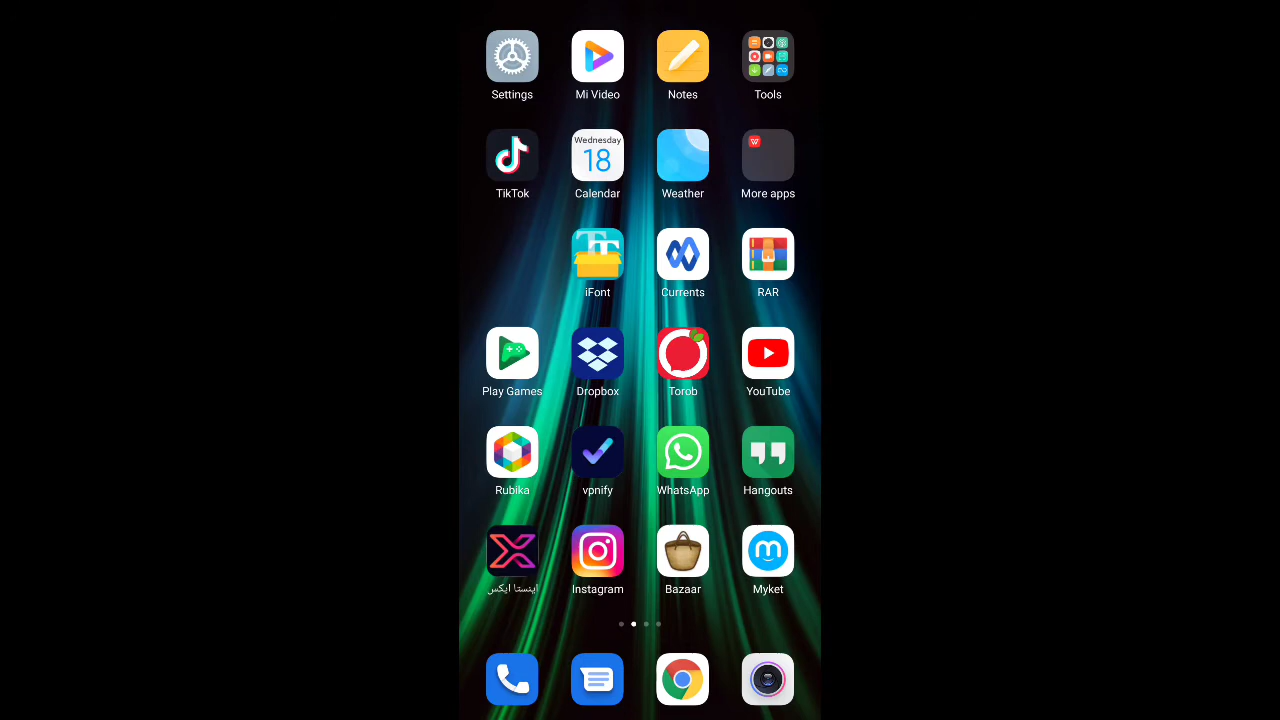 Settings
Mi Video
Notes
Tools
TikTok
Wednesday
18
Calendar
Weather
More apps
iFont
Currents
RAR
Play Games
Dropbox
Torob
YouTube
Rubika
vpnify
WhatsApp
Hangouts
اینستا ایکس
Instagram
Bazaar
Myket